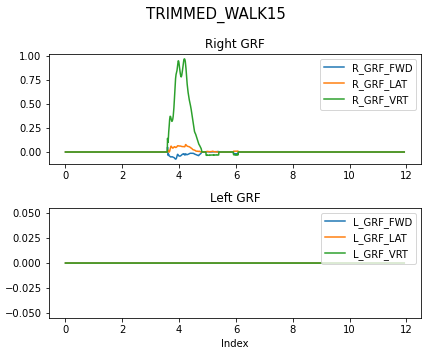 TRIMMED_WALK15
Right GRF
1.00
0.75
0.50
0.25
0.00
R_GRF_FWD
R_GRF_LAT
R_GRF_VRT
0 2 4 6 8 10 12
Left GRF
0.050
0.025
0.000
−0.025
−0.050
L_GRF_FWD
L_GRF_LAT
L_GRF_VRT
0 2 4 6 8 10 12
Index